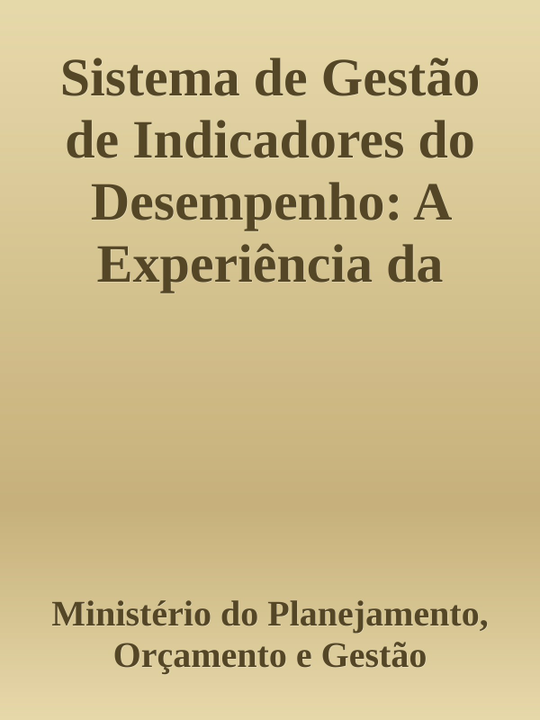 Sistema de Gestão
de Indicadores do
Desempenho: A
Experiência da
Ministério do Planejamento,
Orçamento e Gestão